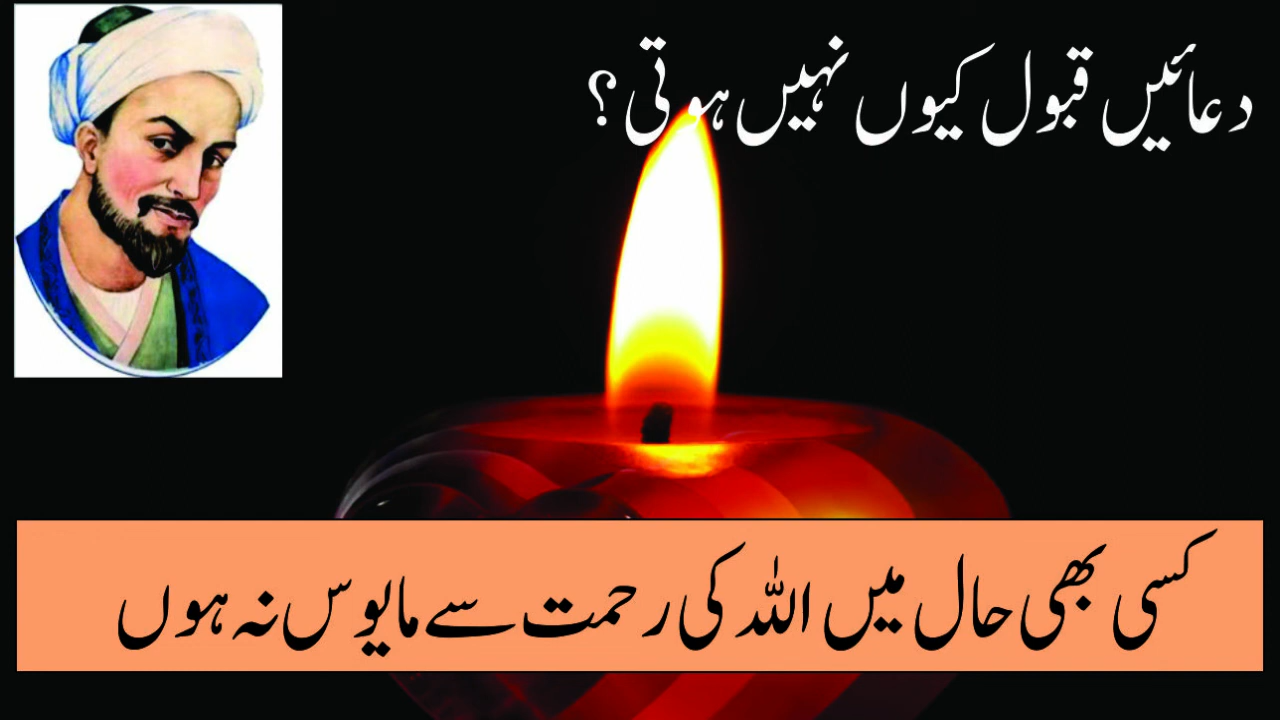 دعائیں قبول کیوں نہیں ہوتی؟
کسی بھی حال میں اللہ کی رحمت سے مایوس نہ ہوں